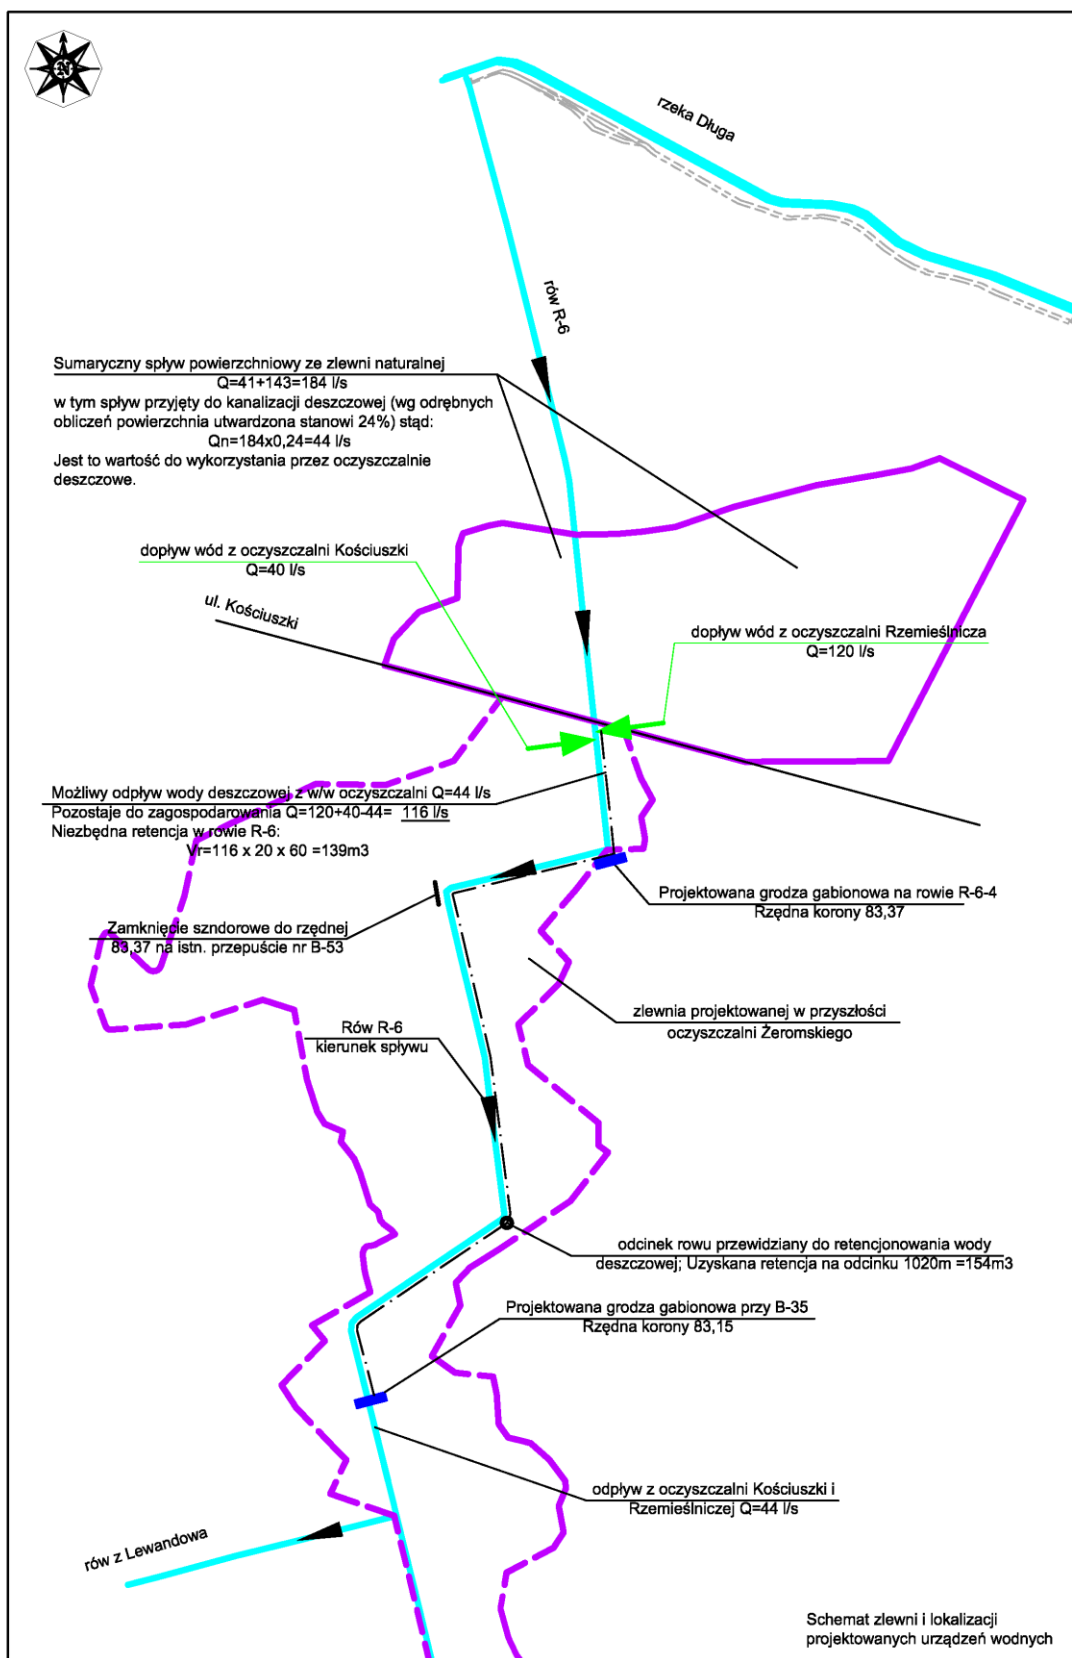 N
rzeka Długa
rów R-6
Sumaryczny spływ powierzchniowy ze zlewni naturalnej
Q=41+143=184 l/s
w tym spływ przyjęty do kanalizacji deszczowej (wg odrębnych
obliczeń powierzchnia utwardzona stanowi 24%) stąd:
Qn=184x0,24=44 l/s
Jest to wartość do wykorzystania przez oczyszczalnie
deszczowe.
dopływ wód z oczyszczalni Kościuszki
Q=40 l/s
ul. Kościuszki
dopływ wód z oczyszczalni Rzemieślnicza
Q=120 l/s
Możliwy odpływ wody deszczowej z w/w oczyszczalni Q=44 l/s
Pozostaje do zagospodarowania Q=120+40-44= 116 l/s
Niezbędna retencja w rowie R-6:
Vr=116 x 20 x 60 =139m3
Projektowana grodza gabionowa na rowie R-6-4
Rzędna korony 83,37
Zamknięcie szndorowe do rzędnej
83,37 na istn. przepuście nr B-53
zlewnia projektowanej w przyszłości
oczyszczalni Żeromskiego
Rów R-6
kierunek spływu
odcinek rowu przewidziany do retencjonowania wody
deszczowej; Uzyskana retencja na odcinku 1020m =154m3
Projektowana grodza gabionowa przy B-35
Rzędna korony 83,15
odpływ z oczyszczalni Kościuszki i
Rzemieślniczej Q=44 l/s
rów z Lewandowa
Schemat zlewni i lokalizacji
projektowanych urządzeń wodnych